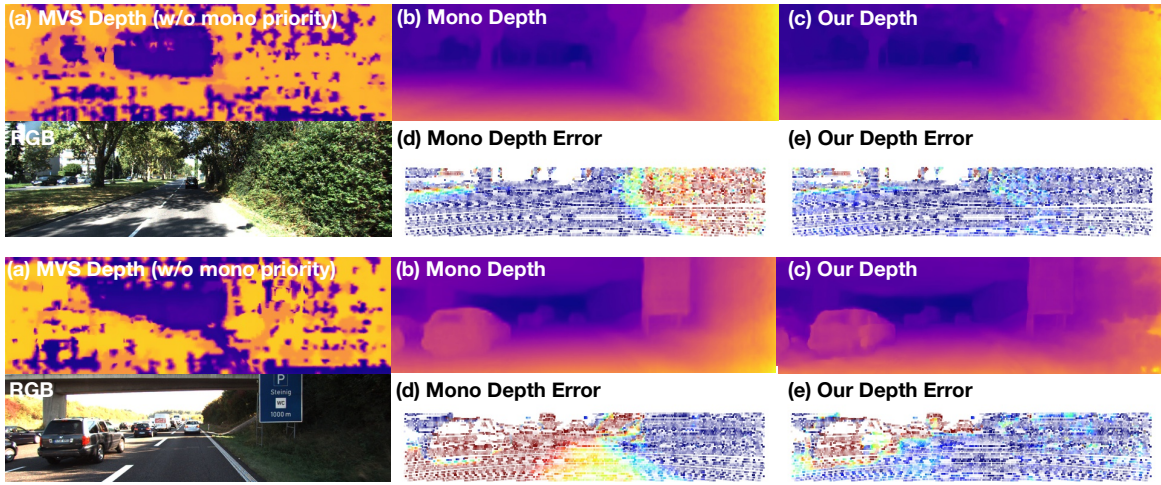 (a) MVS Depth (w/o mono priority)
(b) Mono Depth
(c) Our Depth
RGB
(d) Mono Depth Error
(e) Our Depth Error
(a) MVS Depth (w/o mono priority)
(b) Mono Depth
(c) Our Depth
RGB
(d) Mono Depth Error
(e) Our Depth Error
P
Steinig
WC
1000 m